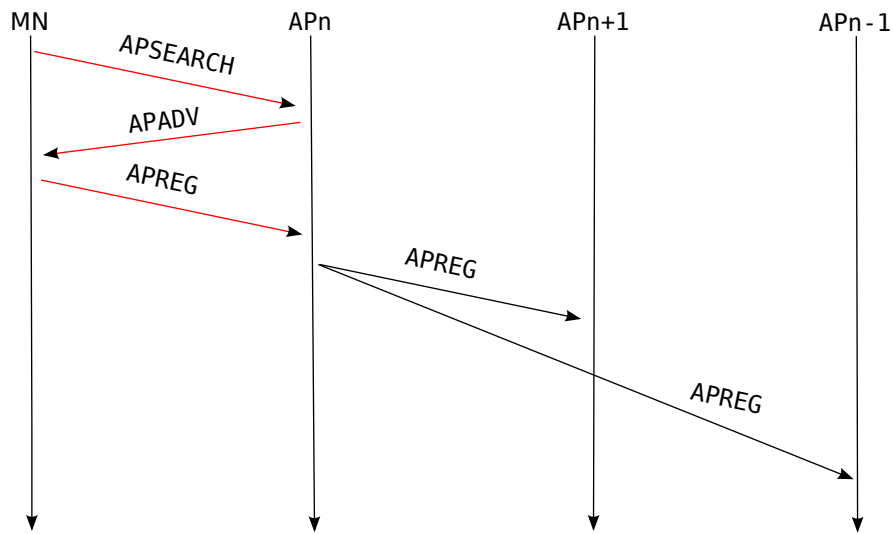 MN
APn
APn+1
APn-1
APSEARCH
APADV
APREG
APREG
APREG